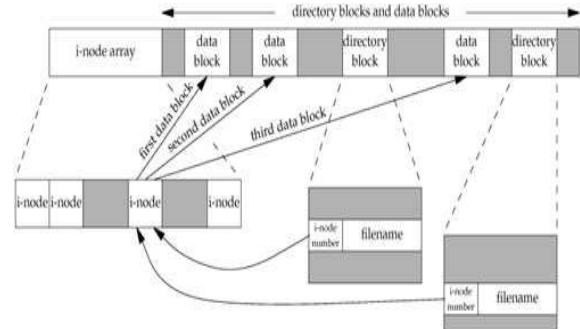 directory blocks and data blocks
i-node array
data
block
data
block
directory
block
data
block
directory
block
first data block
second data block
third data block
i-node
i-node
i-node
i-node
i-node
number
filename
i-node
number
filename